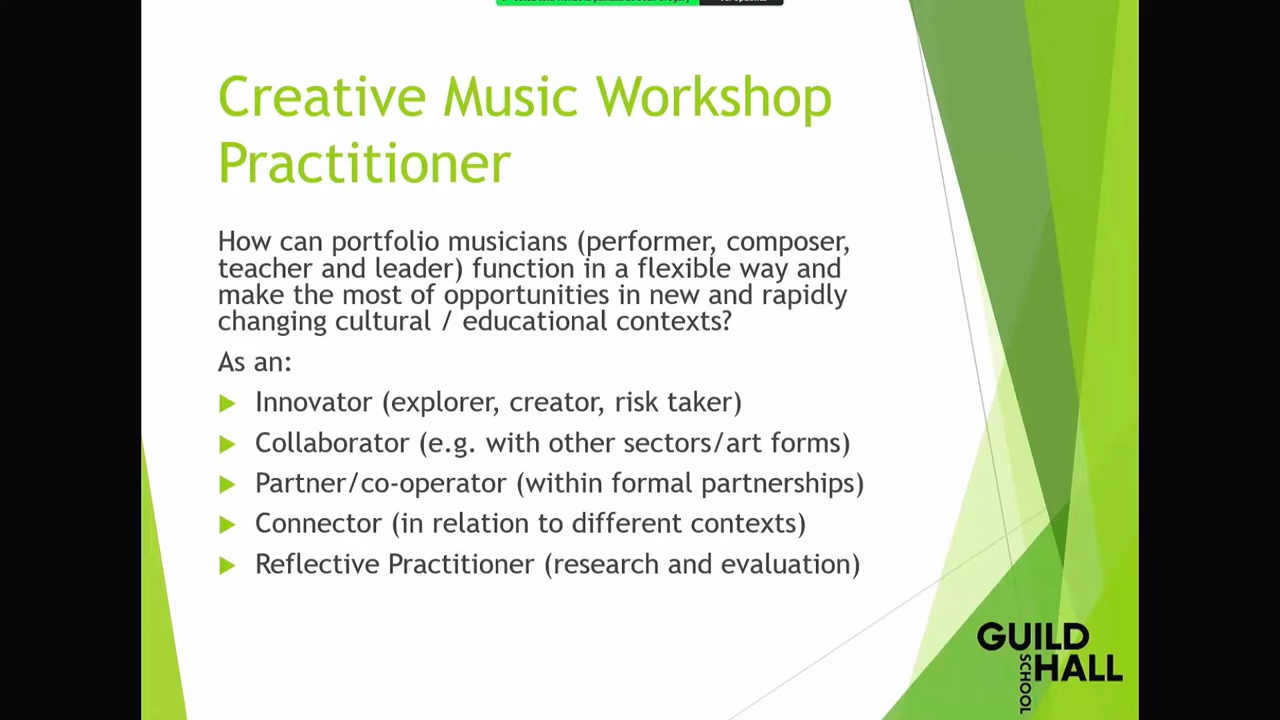 Creative Music Workshop
Practitioner
How can portfolio musicians (performer, composer,
teacher and leader) function in a flexible way and
make the most of opportunities in new and rapidly
changing cultural / educational contexts?
As an:
Innovator (explorer, creator, risk taker)
Collaborator (e.g. with other sectors/art forms)
Partner/co-operator (within formal partnerships)
Connector (in relation to different contexts)
Reflective Practitioner (research and evaluation)
GUILD
HALL
SCHOOL